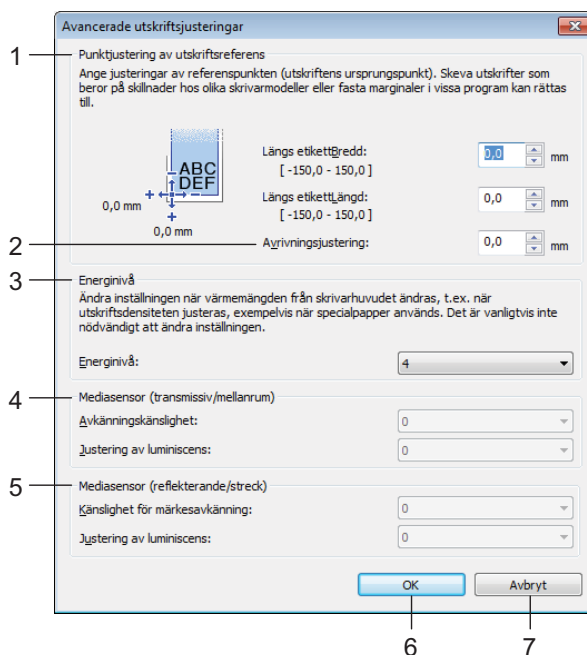 Avancerade utskriftsjusteringar
1
Punktjustering av utskriftsreferens
Ange justeringar av referenspunkten (utskriftens ursprungspunkt). Skeva utskrifter som
beror på skillnader hos olika skrivarmodeller eller fasta marginaler i vissa program kan rättas
till.
ABC
DEF
0,0 mm
0,0 mm
Längs etikettBredd:
[ -150,0 - 150,0 ]
0,0
mm
Längs etikettLängd:
[ -150,0 - 150,0 ]
0,0
mm
2
Avrivningsjustering:
0,0
mm
3
Energinivå
Ändra inställningen när värmemängden från skrivarhuvudet ändras, t.ex. när
utskriftsdensiteten justeras, exempelvis när specialpapper används. Det är vanligtvis inte
nödvändigt att ändra inställningen.
Energinivå:
4
4
Mediasensor (transmissiv/mellanrum)
Avkänningskänslighet:
0
Justering av luminiscens:
0
5
Mediasensor (reflekterande/streck)
Känslighet för märkesavkänning:
0
Justering av luminiscens:
0
OK
Avbryt
6
7